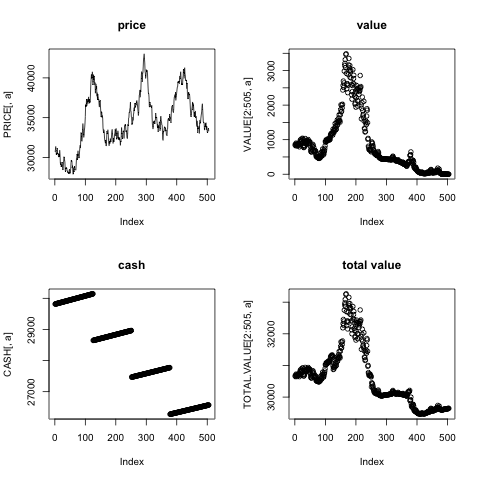 price
PRICE[, a]
40000
35000
30000
0 100 200 300 400 500
Index
value
VALUE[2:505, a]
3000
2000
1000
0
0 100 200 300 400 500
Index
cash
CASH[, a]
29000
27000
0 100 200 300 400 500
Index
total value
TOTAL.VALUE[2:505, a]
32000
30000
0 100 200 300 400 500
Index